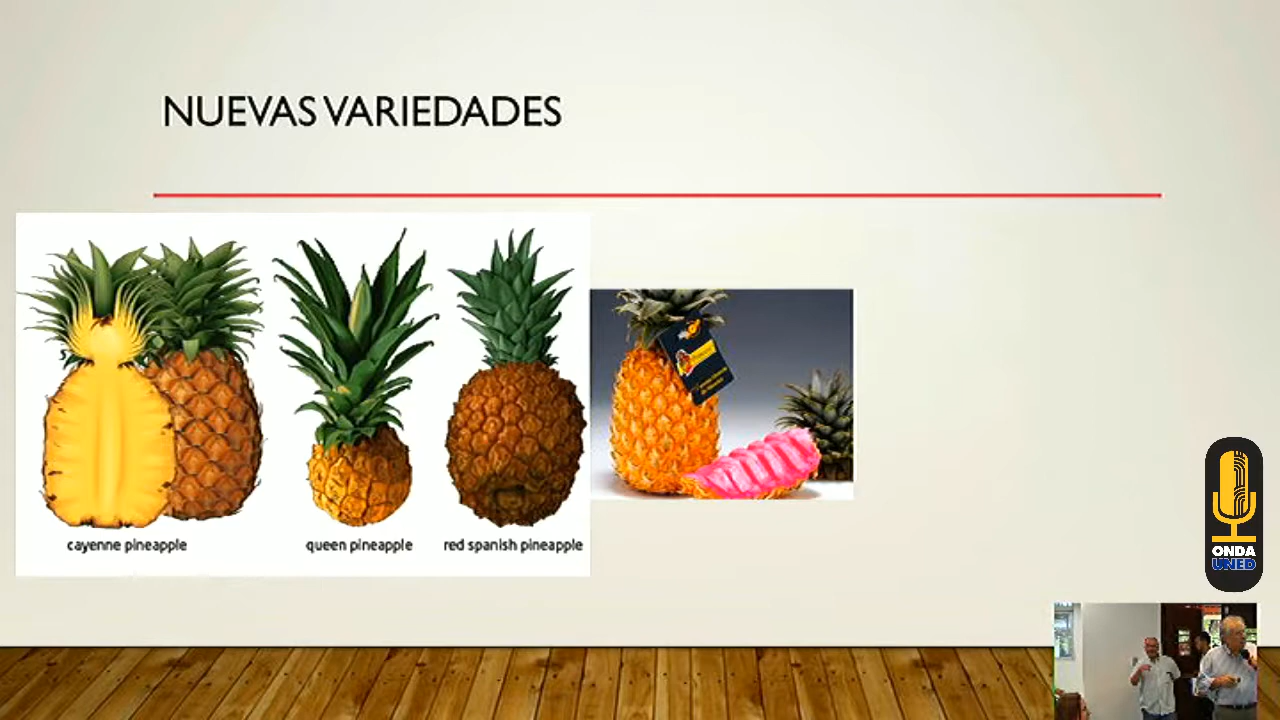 NUEVAS VARIEDADES
cayenne pineapple
queen pineapple
red spanish pineapple
ONDA
UNED